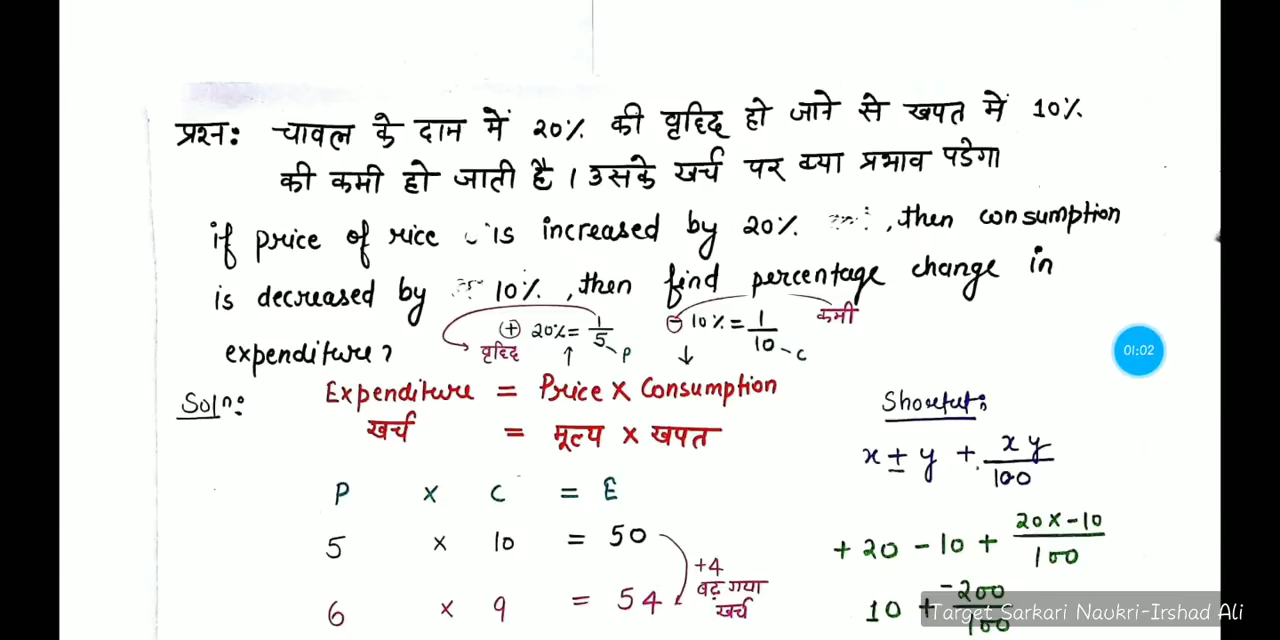 प्रश्न: चावल के दाम में 20% की वृध्दि हो जाने से खपत में 10%
की कमी हो जाती है। उसके खर्च पर क्या प्रभाव पडेगा
if price of rice is increased by 20% , then consumption
is decreased by 10% , then find percentage change in
expenditure?
वृध्दि
(+) 20% = 1/5 P
↑
(-) 10% = 1/10 C
↓
कमी
01:02
Soln:
Expenditure = Price × Consumption
खर्च = मूल्य × खपत
P × C = E
5 × 10 = 50
6 × 9 = 54
+4
बढ़ गया
खर्च
Shortcut:
x ± y + xy/100
+20 - 10 + 20×-10/100
10 + -200/100
Target Sarkari Naukri-Irshad Ali